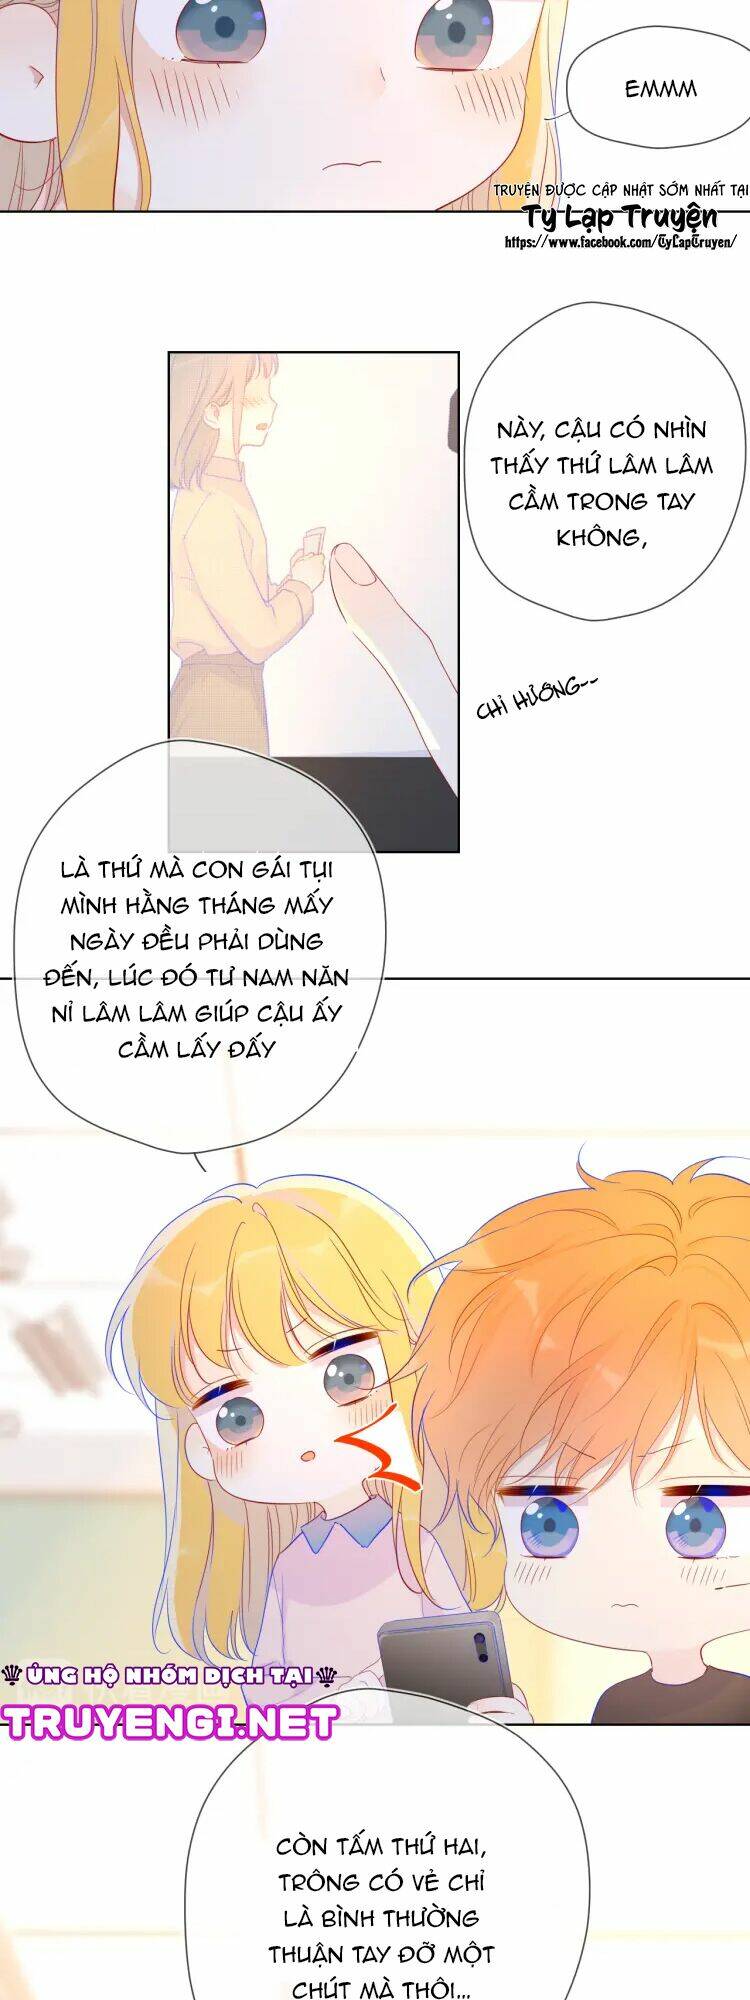 EMMM
TRUYỆN ĐƯỢC CẬP NHẬT SỚM NHẤT TẠI
Ty Lạp Truyện
https://www.facebook.com/TyLapTruyen/
NÀY, CẬU CÓ NHÌN
THẤY THỨ LÂM LÂM
CẦM TRONG TAY
KHÔNG,
CHỈ HƯỚNG~~
LÀ THỨ MÀ CON GÁI TỤI
MÌNH HẰNG THÁNG MẤY
NGÀY ĐỀU PHẢI DÙNG
ĐẾN, LÚC ĐÓ TƯ NAM NĂN
NỈ LÂM LÂM GIÚP CẬU ẤY
CẦM LẤY ĐẤY
ỦNG HỘ NHÓM DỊCH TẠI
TRUYENGI.NET
CÒN TẤM THỨ HAI,
TRÔNG CÓ VẺ CHỈ
LÀ BÌNH THƯỜNG
THUẬN TAY ĐỠ MỘT
CHÚT MÀ THÔI...